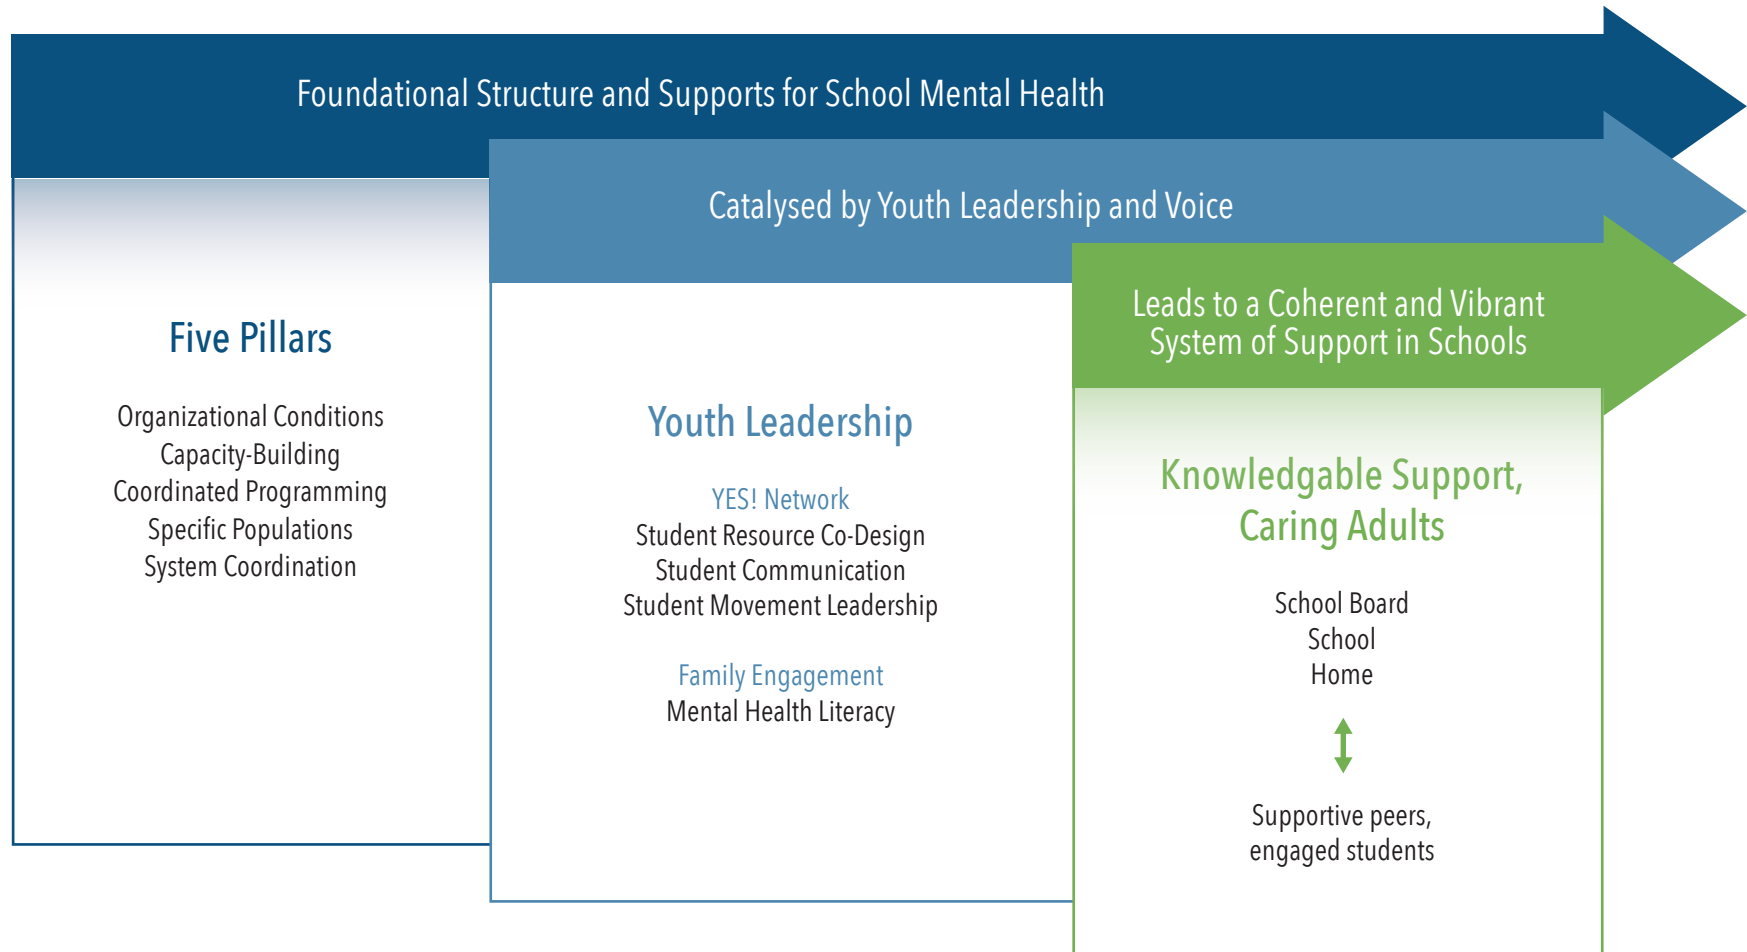 Foundational Structure and Supports for School Mental Health
Catalysed by Youth Leadership and Voice
Leads to a Coherent and Vibrant
System of Support in Schools
Five Pillars
Organizational Conditions
Capacity-Building
Coordinated Programming
Specific Populations
System Coordination
Youth Leadership
YES! Network
Student Resource Co-Design
Student Communication
Student Movement Leadership
Family Engagement
Mental Health Literacy
Knowledgable Support,
Caring Adults
School Board
School
Home
Supportive peers,
engaged students